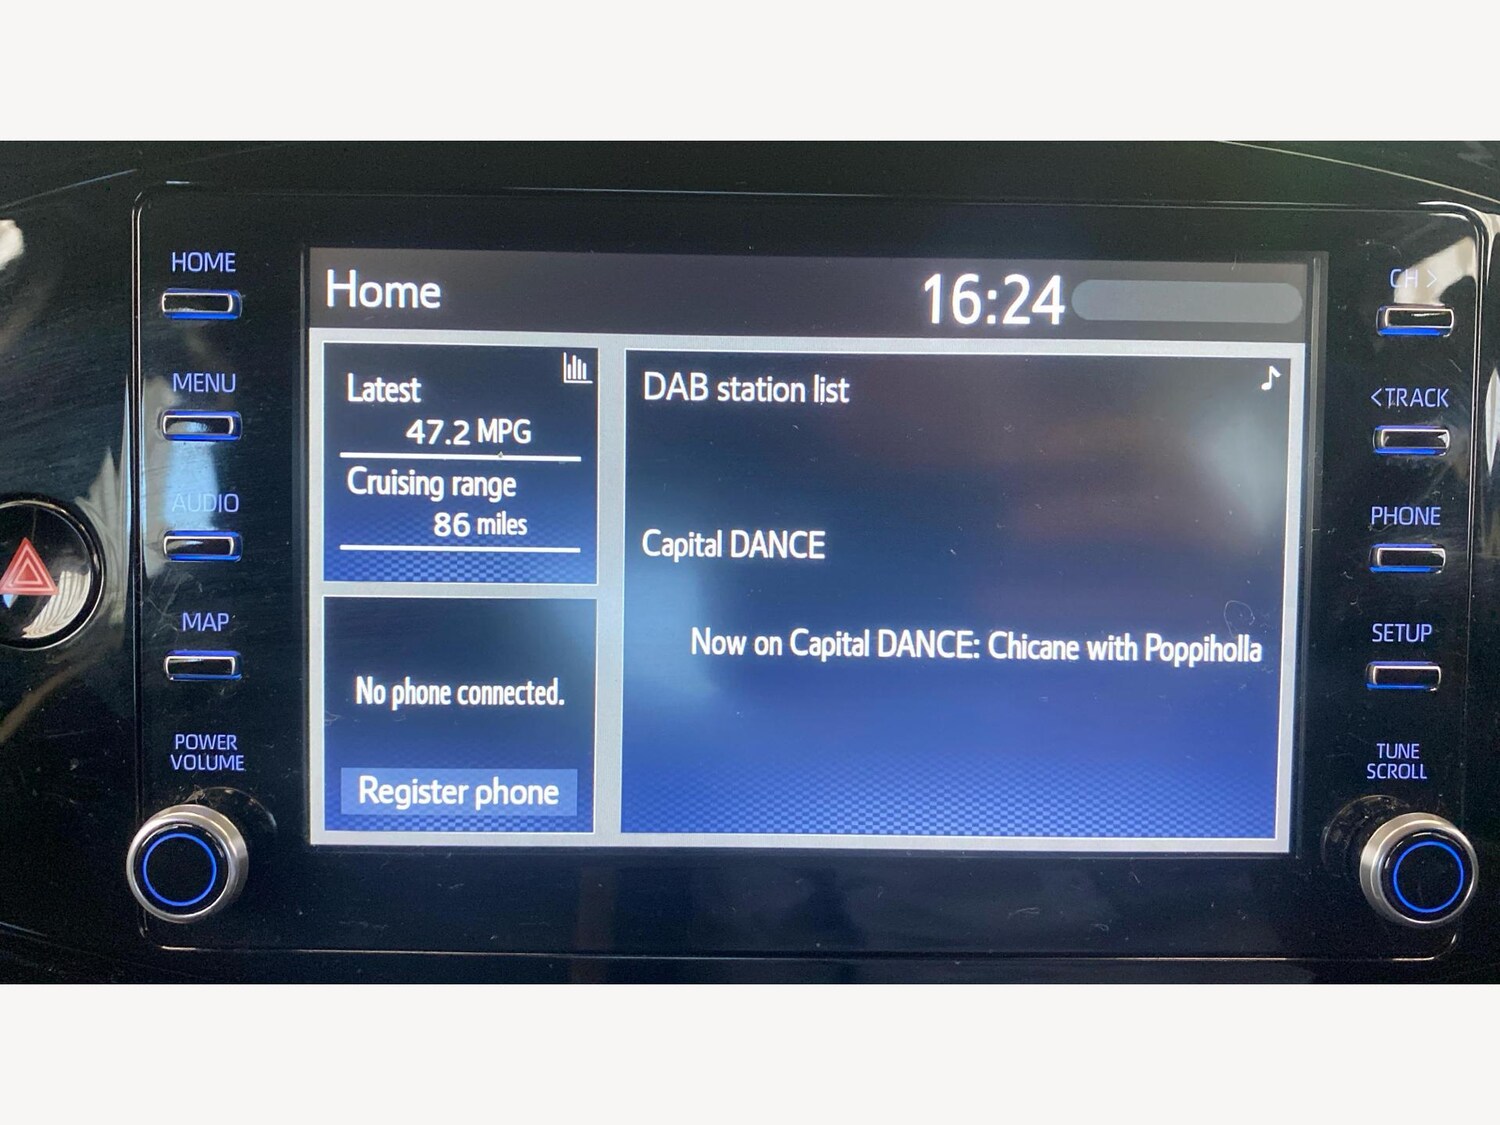 HOME
MENU
AUDIO
MAP
POWER
VOLUME
Home
16:24
Latest
47.2 MPG
Cruising range
86 miles
No phone connected.
Register phone
DAB station list
Capital DANCE
Now on Capital DANCE: Chicane with Poppiholla
CH >
<TRACK
PHONE
SETUP
TUNE
SCROLL